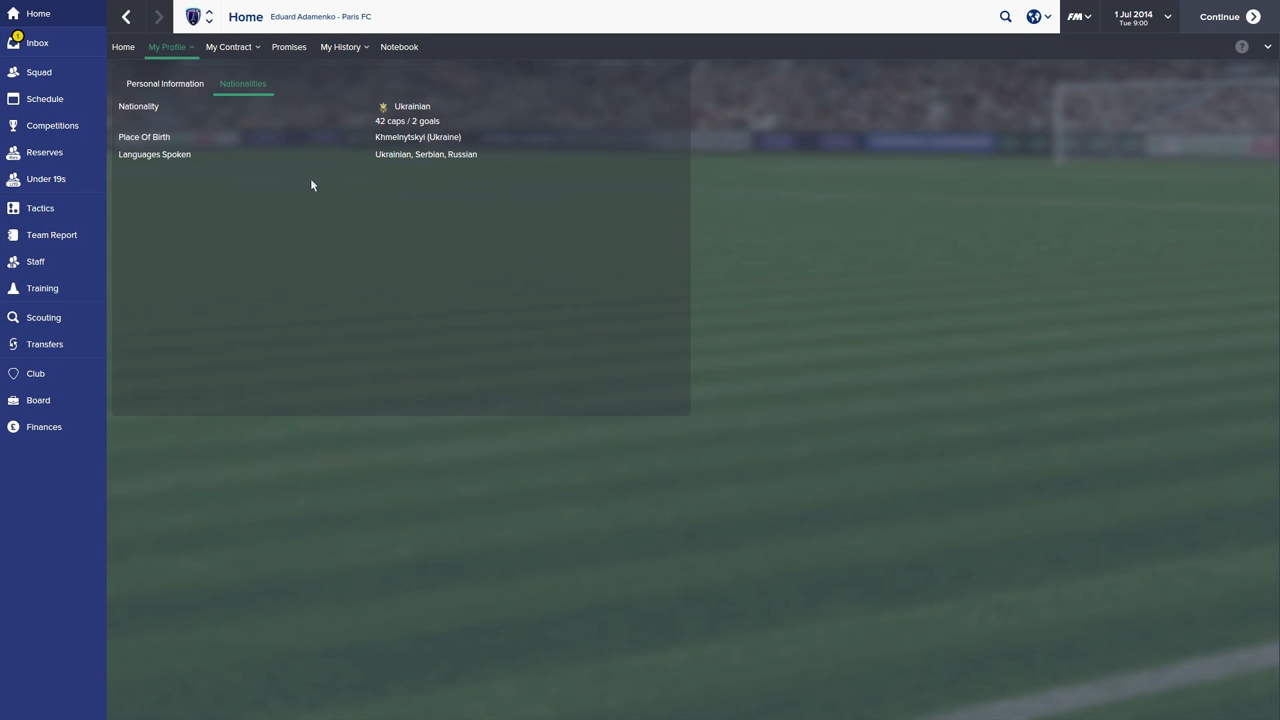 Home
Inbox
1
Squad
Schedule
Competitions
Reserves
Under 19s
Tactics
Team Report
Staff
Training
Scouting
Transfers
Club
Board
Finances
Home Eduard Adamenko - Paris FC
FM
1 Jul 2014
Tue 9:00
Continue
Home My Profile My Contract Promises My History Notebook
?
Personal Information Nationalities
Nationality Ukrainian
42 caps / 2 goals
Place Of Birth Khmelnytskyi (Ukraine)
Languages Spoken Ukrainian, Serbian, Russian